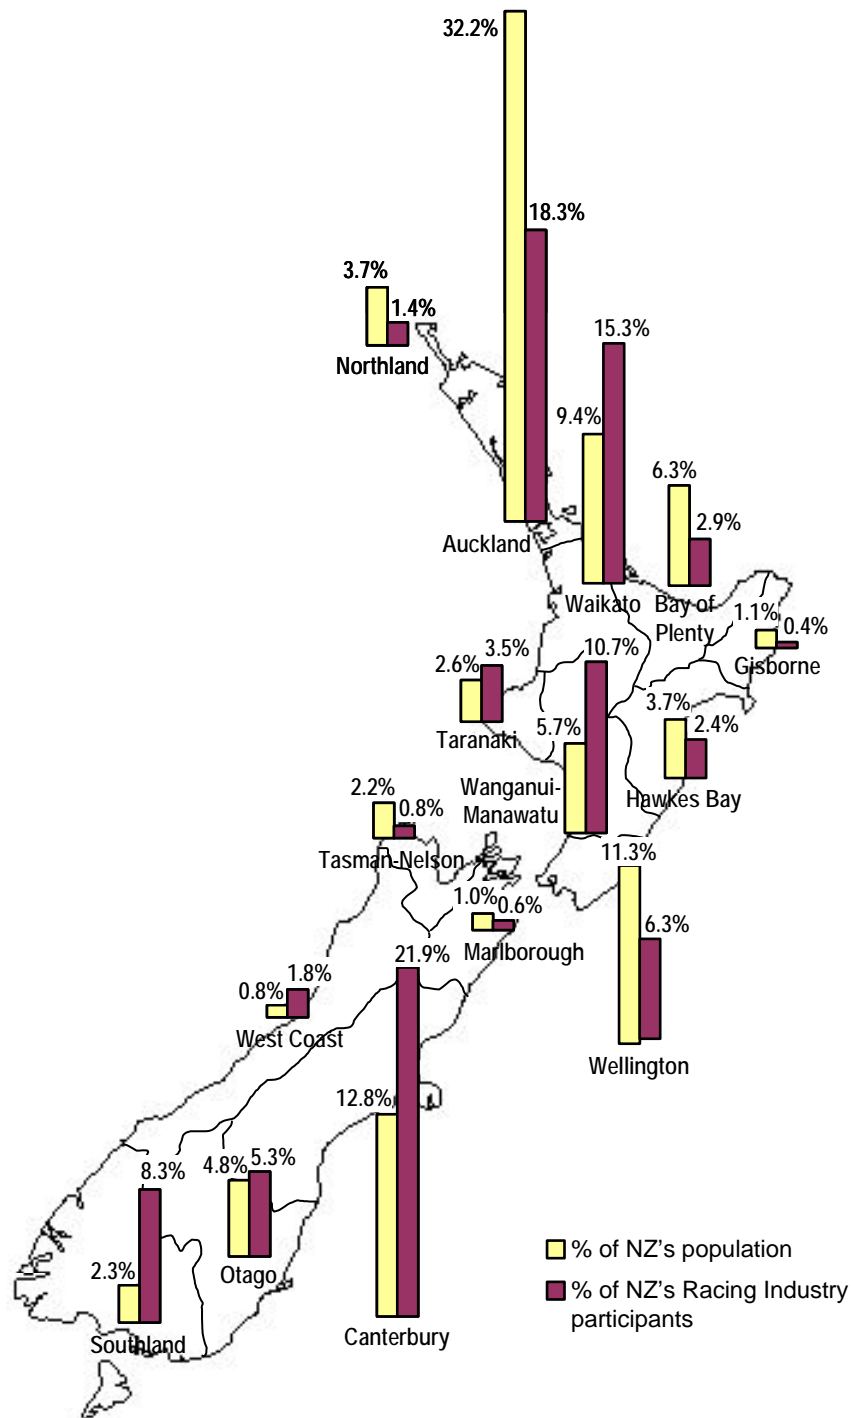 32.2%
18.3%
3.7%
1.4%
Northland
15.3%
9.4%
6.3%
2.9%
Auckland
Waikato
Bay of
Plenty
1.1%
0.4%
Gisborne
2.6%
3.5%
Taranaki
10.7%
5.7%
Wanganui-
Manawatu
3.7%
2.4%
Hawkes Bay
2.2%
0.8%
Tasman-Nelson
11.3%
6.3%
Wellington
1.0%
0.6%
Marlborough
21.9%
12.8%
Canterbury
0.8%
1.8%
West Coast
4.8%
5.3%
Otago
8.3%
2.3%
Southland
% of NZ's population
% of NZ's Racing Industry
participants